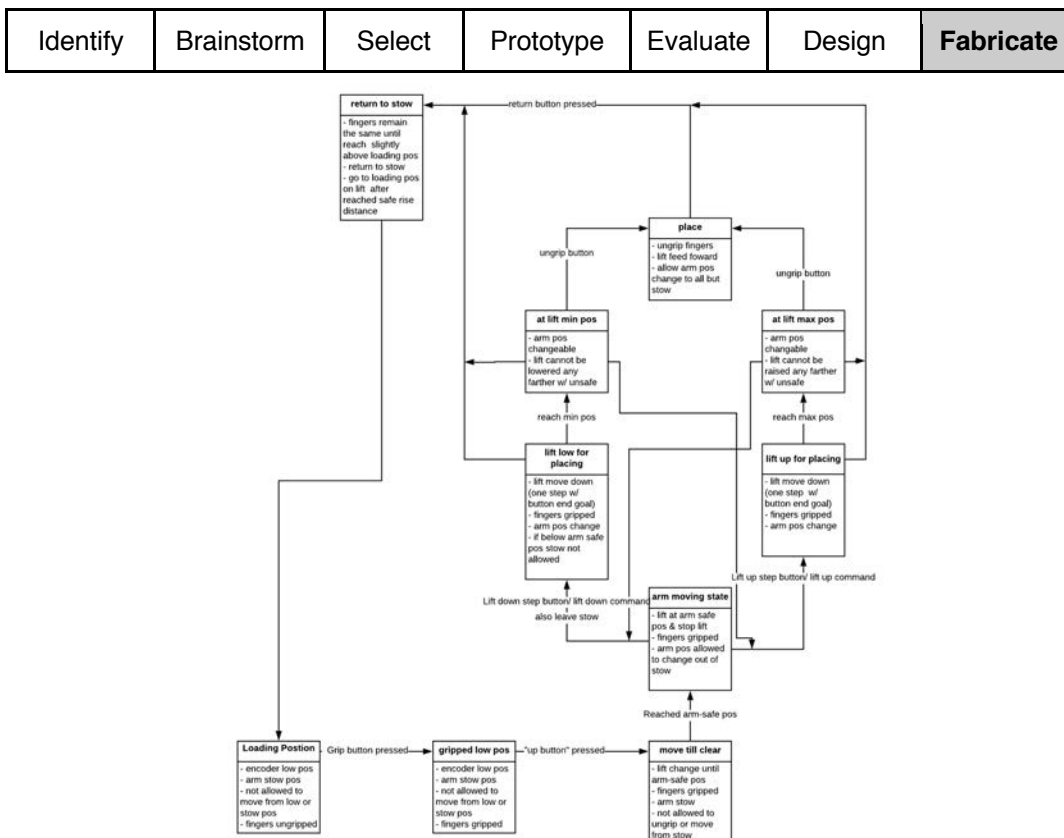 Identify
Brainstorm
Select
Prototype
Evaluate
Design
Fabricate
return to stow
- fingers remain
the same until
reach slightly
above loading pos
- return to stow
- go to loading pos
on lift after
reached safe rise
distance
return button pressed
place
- ungrip fingers
- lift feed foward
- allow arm pos
change to all but
stow
ungrip button
ungrip button
at lift min pos
- arm pos
changeable
- lift cannot be
lowered any
farther w/ unsafe
at lift max pos
- arm pos
changable
- lift cannot be
raised any farther
w/ unsafe
reach min pos
reach max pos
lift low for
placing
- lift move down
(one step w/
button end goal)
- fingers gripped
- arm pos change
- if below arm safe
pos stow not
allowed
lift up for placing
- lift move down
(one step w/
button end goal)
- fingers gripped
- arm pos change
Lift down step button/ lift down command
also leave stow
Lift up step button/ lift up command
arm moving state
- lift at arm safe
pos & stop lift
- fingers gripped
- arm pos allowed
to change out of
stow
Reached arm-safe pos
Loading Postion
- encoder low pos
- arm stow pos
- not allowed to
move from low or
stow pos
- fingers ungripped
Grip button pressed
gripped low pos
- encoder low pos
- arm stow pos
- not allowed to
move from low or
stow pos
- fingers gripped
"up button" pressed
move till clear
- lift change until
arm-safe pos
- fingers gripped
- arm stow
- not allowed to
ungrip or move
from stow